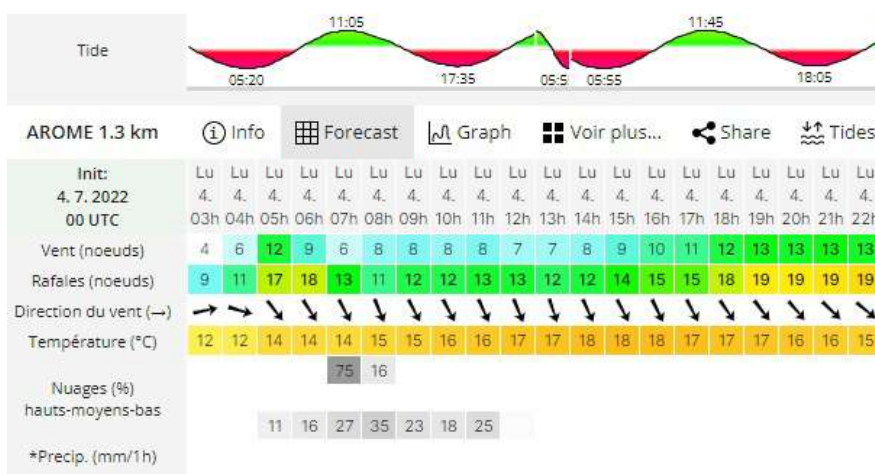 11:05 11:45
Tide
05:20 17:35 05:5 05:55 18:05
AROME 1.3 km Info Forecast Graph Voir plus... Share Tides
Init: Lu Lu Lu Lu Lu Lu Lu Lu Lu Lu Lu Lu Lu Lu Lu Lu Lu Lu Lu Lu
4. 7. 2022 4. 4. 4. 4. 4. 4. 4. 4. 4. 4. 4. 4. 4. 4. 4. 4. 4. 4. 4. 4.
00 UTC 03h 04h 05h 06h 07h 08h 09h 10h 11h 12h 13h 14h 15h 16h 17h 18h 19h 20h 21h 22h
Vent (noeuds) 4 6 12 9 6 8 8 8 8 7 7 8 9 10 11 12 13 13 13 13
Rafales (noeuds) 9 11 17 18 13 11 12 12 13 13 12 12 14 15 15 18 19 19 19 19
Direction du vent (→)
Température (°C) 12 12 14 14 14 15 15 16 16 17 17 18 18 18 17 17 17 16 16 15
75 16
Nuages (%)
hauts-moyens-bas
11 16 27 35 23 18 25
*Precip. (mm/1h)